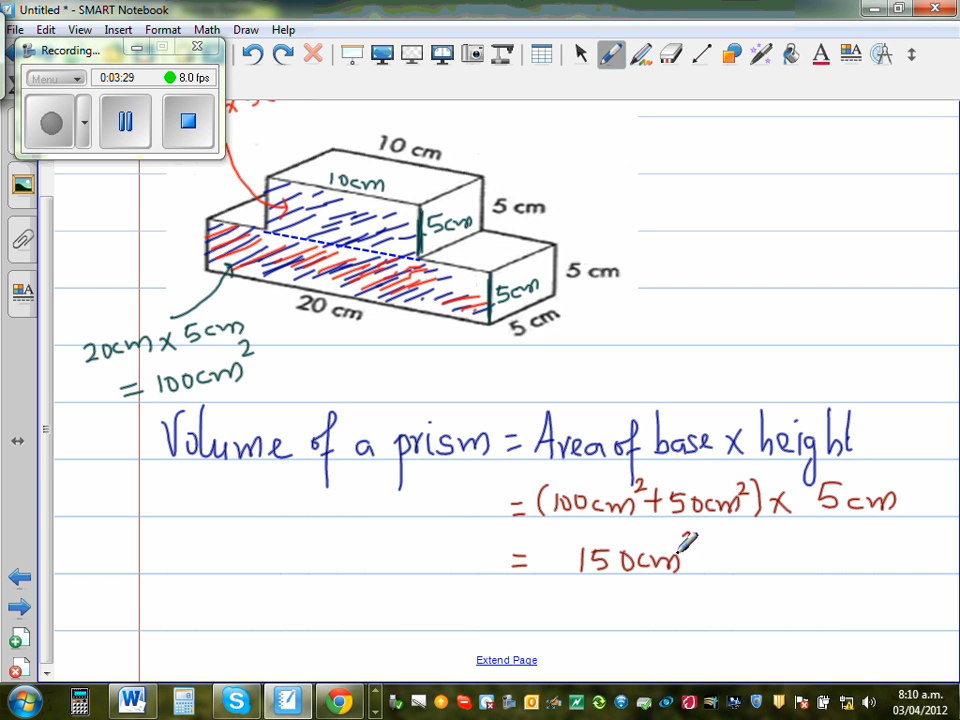 Untitled * - SMART Notebook
File Edit View Insert Format Math Draw Help
Recording...
Menu 0:03:29 8.0 fps
10 cm
10cm
5 cm
5cm
5 cm
5cm
20 cm
5 cm
20cm x 5cm
= 100cm²
Volume of a prism = Area of base x height
= (100cm² + 50cm²) x 5cm
= 150cm²
Extend Page
8:10 a.m.
03/04/2012